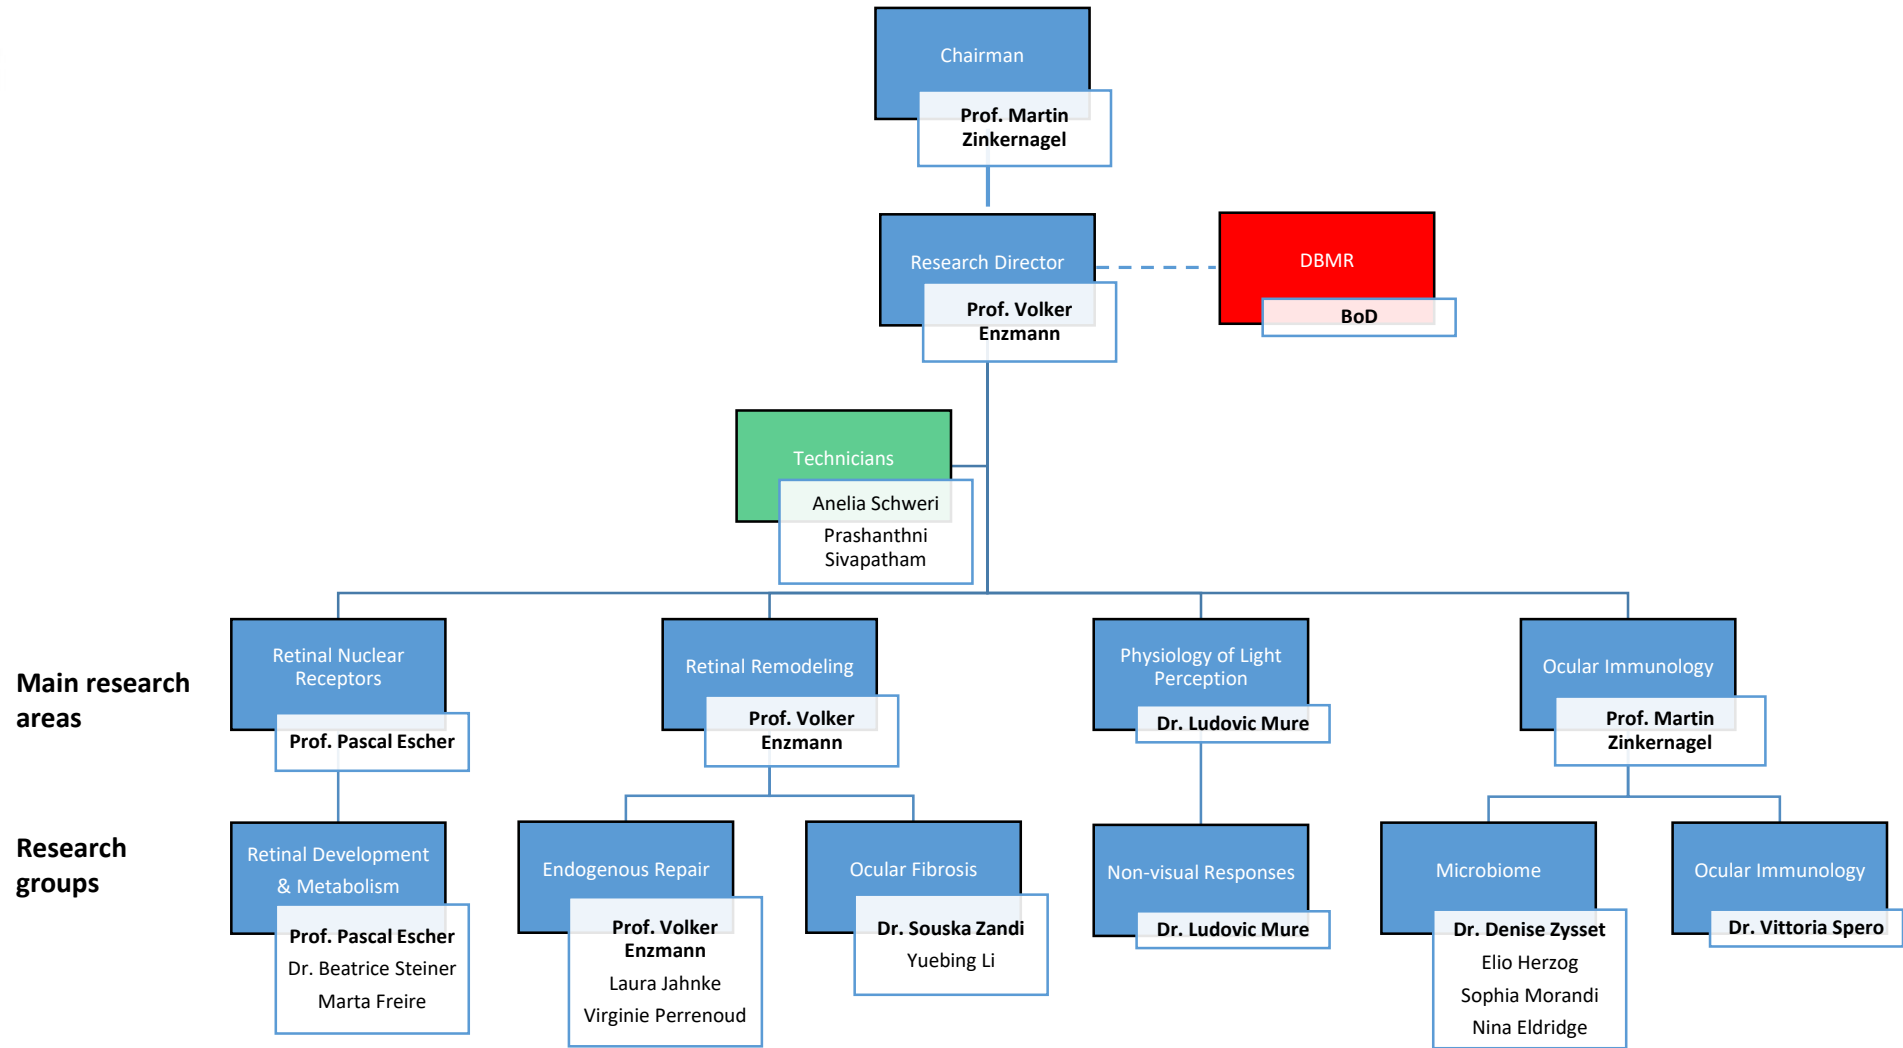 Chairman
Prof. Martin
Zinkernagel
Research Director
Prof. Volker
Enzmann
DBMR
BoD
Technicians
Anelia Schweri
Prashanthni
Sivapatham
Main research
areas
Retinal Nuclear
Receptors
Prof. Pascal Escher
Retinal Remodeling
Prof. Volker
Enzmann
Physiology of Light
Perception
Dr. Ludovic Mure
Ocular Immunology
Prof. Martin
Zinkernagel
Research
groups
Retinal Development
& Metabolism
Prof. Pascal Escher
Dr. Beatrice Steiner
Marta Freire
Endogenous Repair
Prof. Volker
Enzmann
Laura Jahnke
Virginie Perrenoud
Ocular Fibrosis
Dr. Souska Zandi
Yuebing Li
Non-visual Responses
Dr. Ludovic Mure
Microbiome
Dr. Denise Zysset
Elio Herzog
Sophia Morandi
Nina Eldridge
Ocular Immunology
Dr. Vittoria Spero